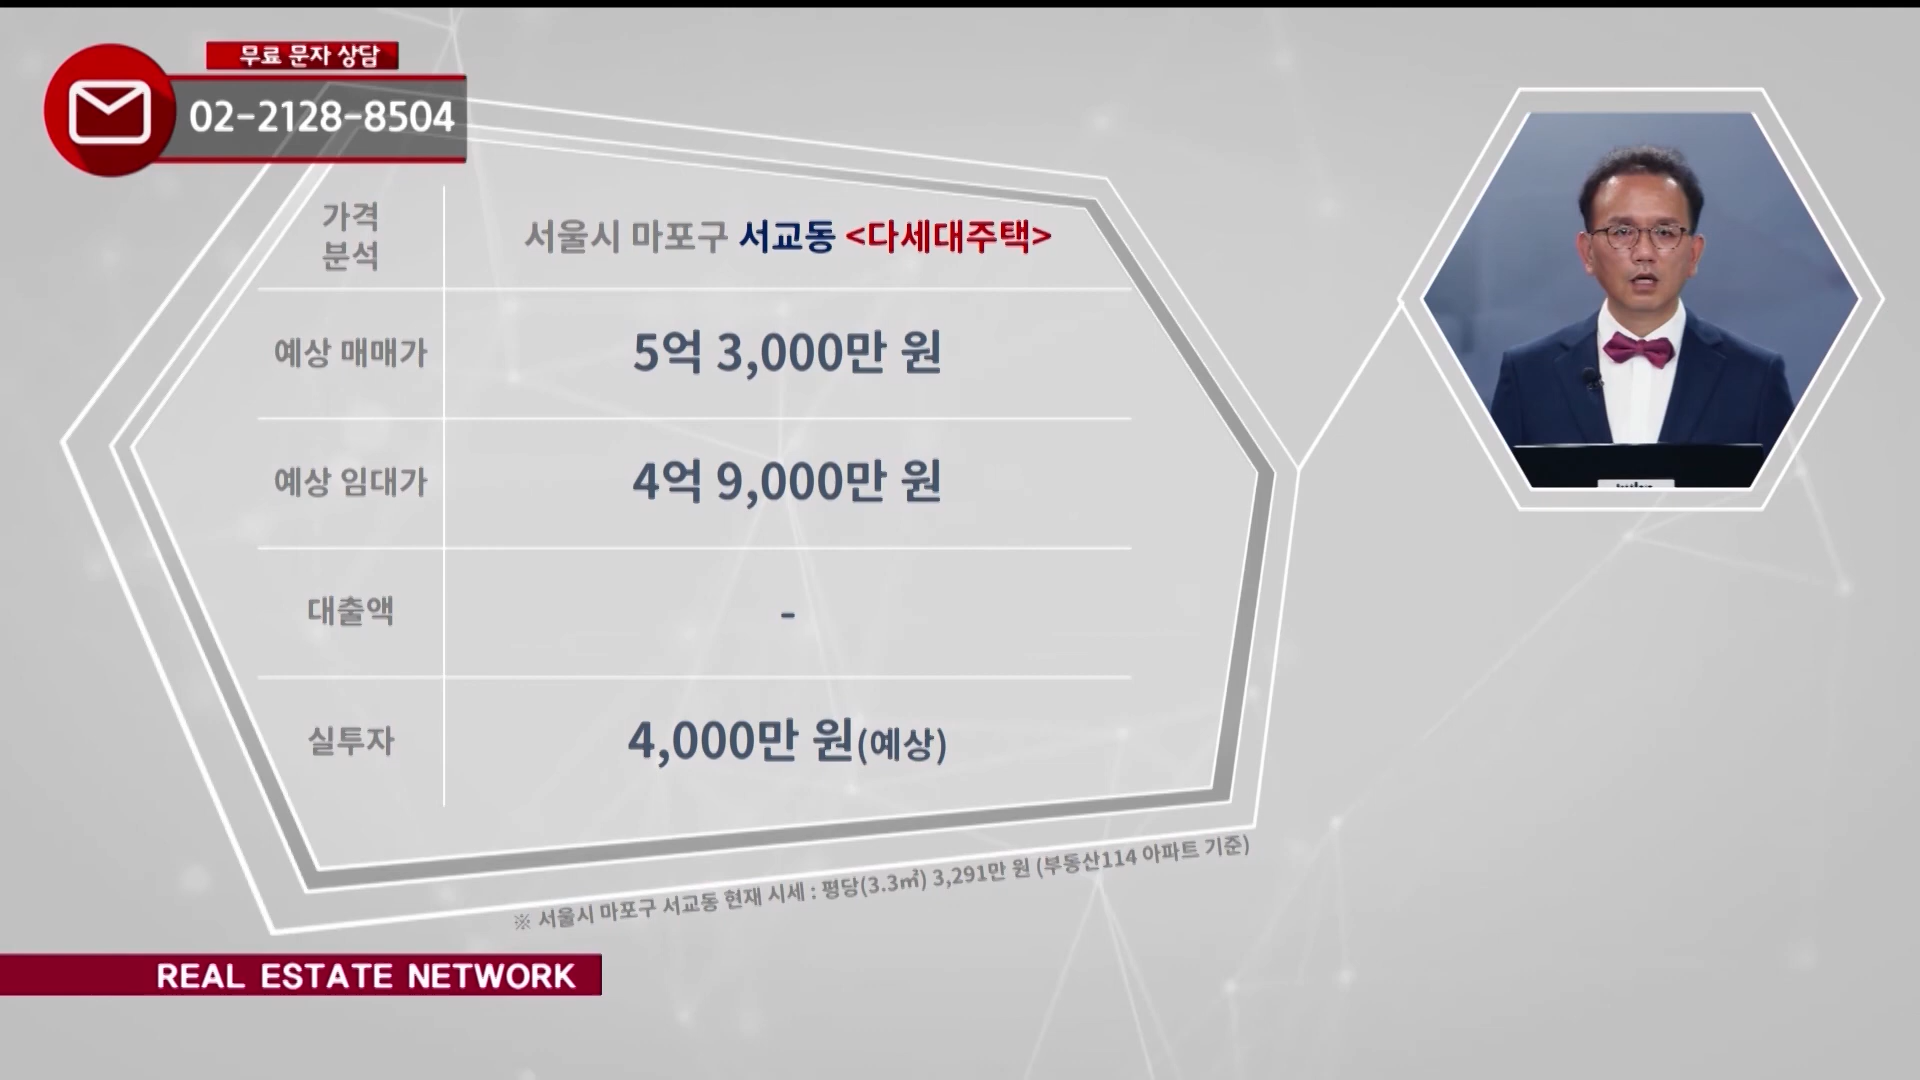 무료 문자 상담
02-2128-8504
가격
분석
서울시 마포구 서교동 <다세대주택>
예상 매매가
5억 3,000만 원
예상 임대가
4억 9,000만 원
대출액
-
실투자
4,000만 원(예상)
※ 서울시 마포구 서교동 현재 시세 : 평당(3.3㎡) 3,291만 원 (부동산114 아파트 기준)
REAL ESTATE NETWORK